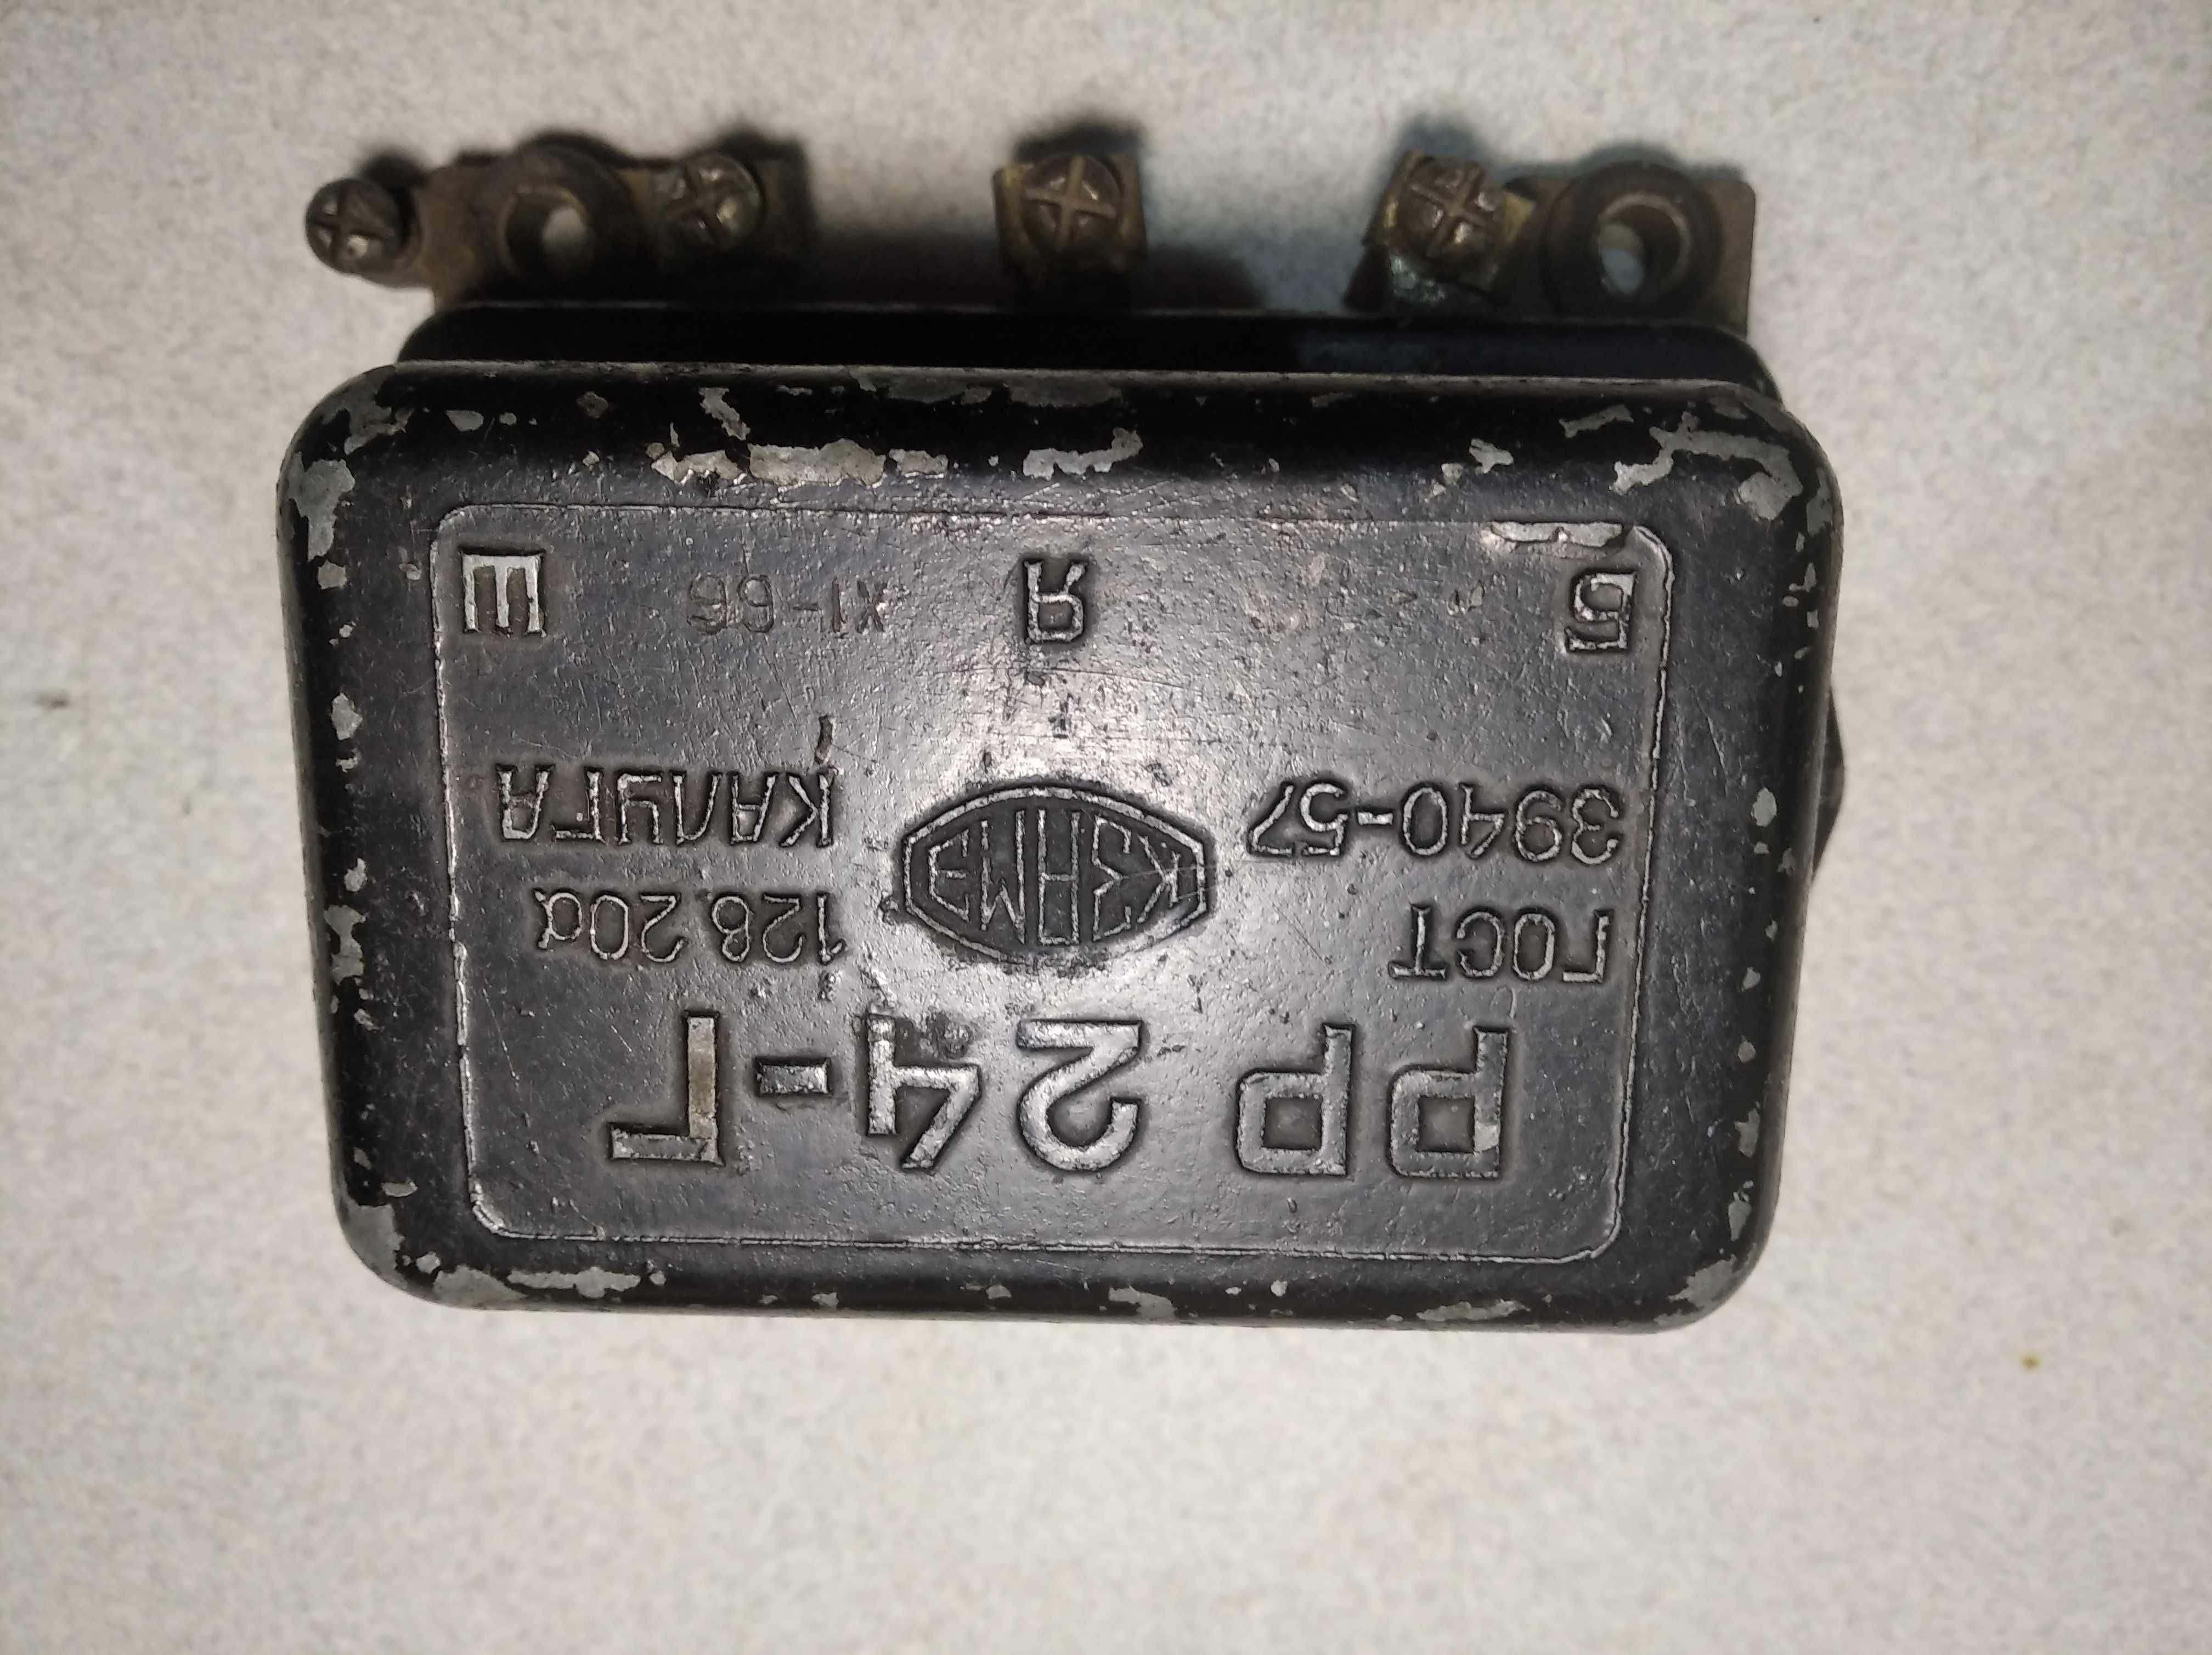 РР 24-Г
ГОСТ 12В.20а
КЗАМЭ
3940-57 КАЛУГА
Б Я XI-66 Ш